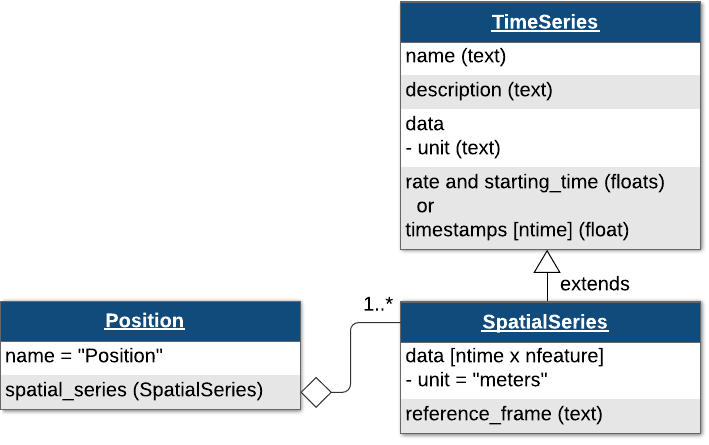 TimeSeries
name (text)
description (text)
data
- unit (text)
rate and starting_time (floats)
or
timestamps [ntime] (float)
extends
1..*
Position
name = "Position"
spatial_series (SpatialSeries)
SpatialSeries
data [ntime x nfeature]
- unit = "meters"
reference_frame (text)